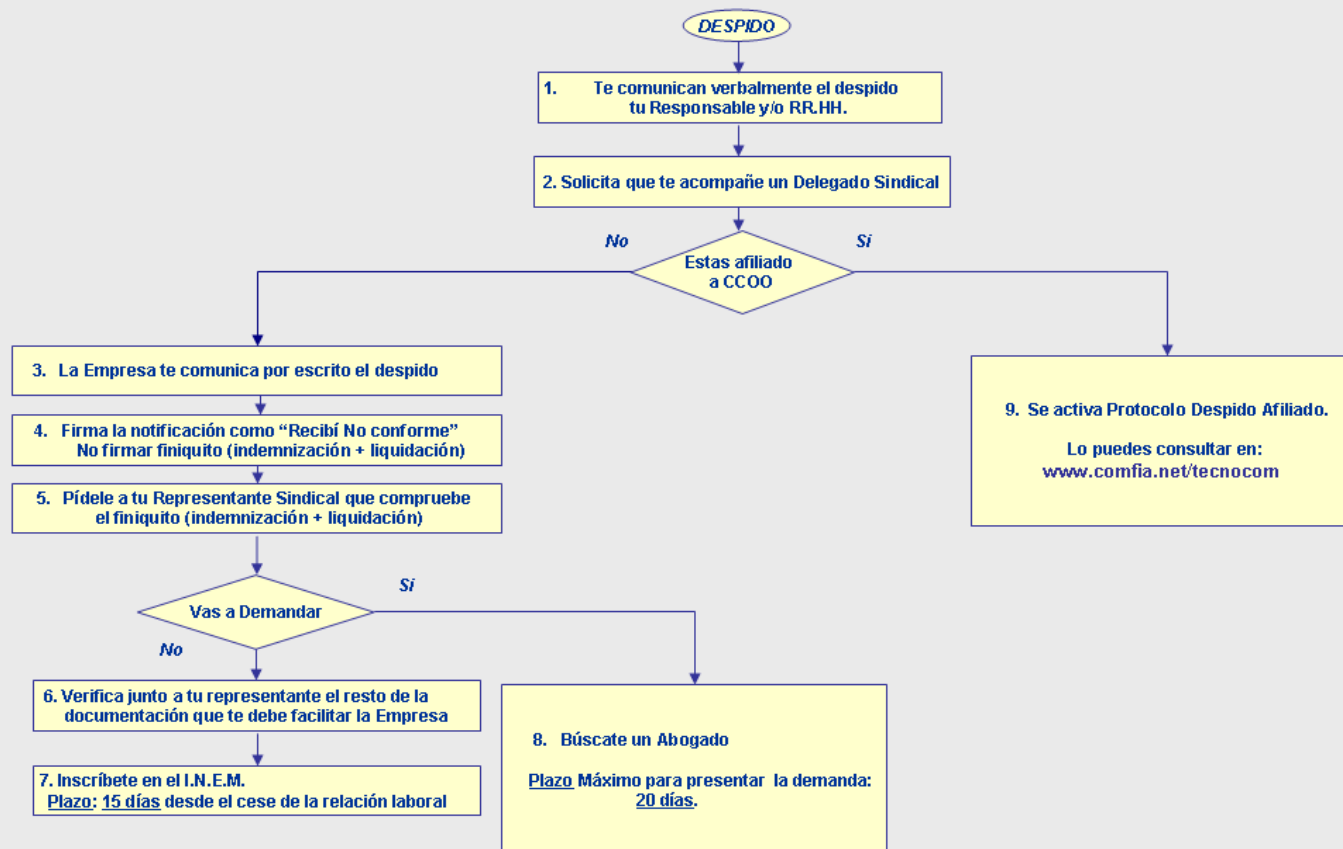 DESPIDO
1. Te comunican verbalmente el despido
tu Responsable y/o RR.HH.
2. Solicita que te acompañe un Delegado Sindical
No
Si
Estas afiliado
a CCOO
3. La Empresa te comunica por escrito el despido
4. Firma la notificación como “Recibí No conforme”
No firmar finiquito (indemnización + liquidación)
5. Pídele a tu Representante Sindical que compruebe
el finiquito (indemnización + liquidación)
9. Se activa Protocolo Despido Afiliado.
Lo puedes consultar en:
www.comfia.net/tecnocom
Vas a Demandar
Si
No
6. Verifica junto a tu representante el resto de la
documentación que te debe facilitar la Empresa
7. Inscríbete en el I.N.E.M.
Plazo: 15 días desde el cese de la relación laboral
8. Búscate un Abogado
Plazo Máximo para presentar la demanda:
20 días.